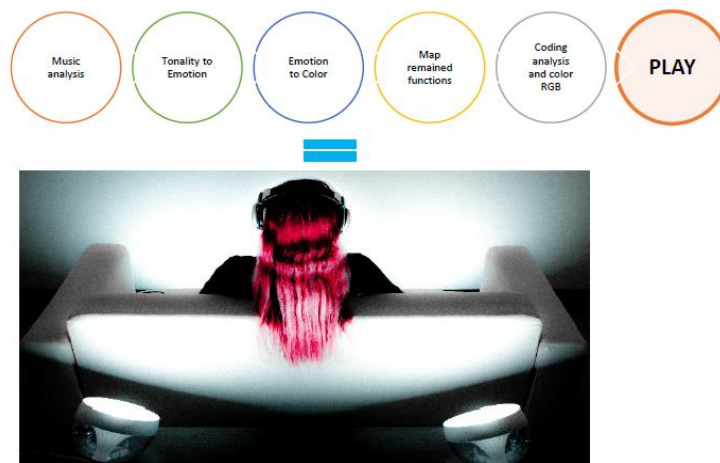 Music
analysis
Tonality to
Emotion
Emotion
to Color
Map
remained
functions
Coding
analysis
and color
RGB
PLAY